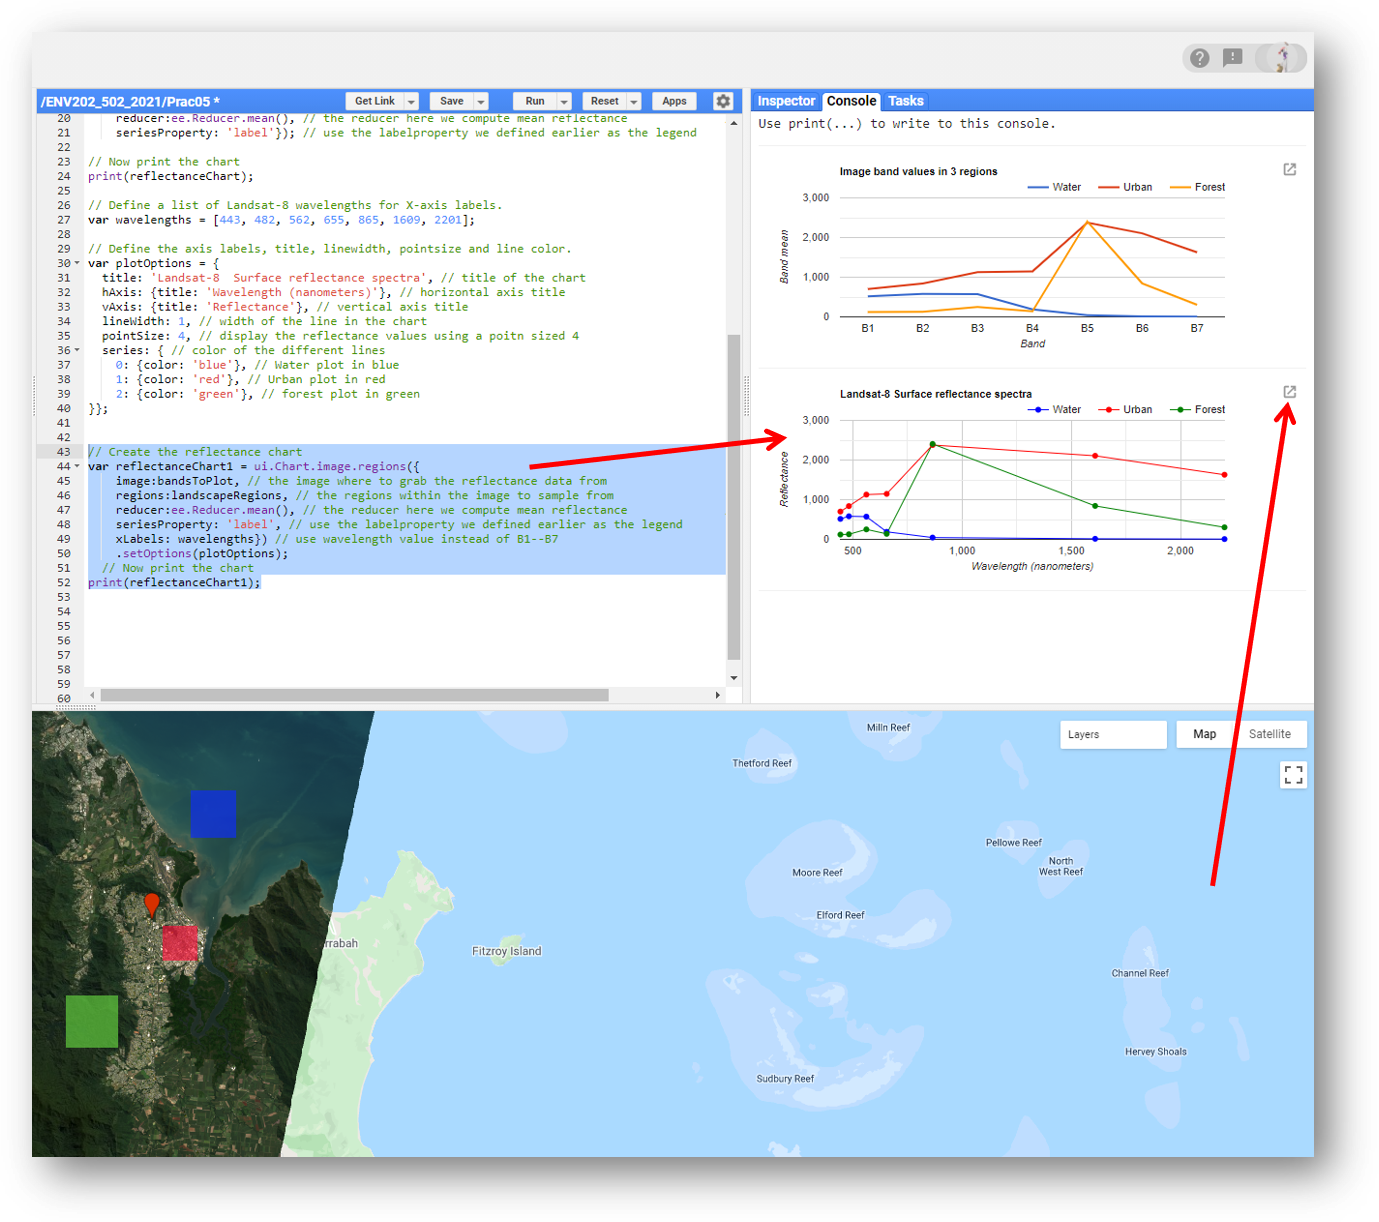 /ENV202_502_2021/Prac05 *
Get Link
Save
Run
Reset
Apps
20 reducer:ee.Reducer.mean(), // the reducer here we compute mean reflectance
21 seriesProperty: 'label'}); // use the labelproperty we defined earlier as the legend
22
23 // Now print the chart
24 print(reflectanceChart);
25
26 // Define a list of Landsat-8 wavelengths for X-axis labels.
27 var wavelengths = [443, 482, 562, 655, 865, 1609, 2201];
28
29 // Define the axis labels, title, linewidth, pointsize and line color.
30 var plotOptions = {
31 title: 'Landsat-8  Surface reflectance spectra', // title of the chart
32 hAxis: {title: 'Wavelength (nanometers)'}, // horizontal axis title
33 vAxis: {title: 'Reflectance'}, // vertical axis title
34 lineWidth: 1, // width of the line in the chart
35 pointSize: 4, // display the reflectance values using a poitn sized 4
36 series: { // color of the different lines
37 0: {color: 'blue'}, // Water plot in blue
38 1: {color: 'red'}, // Urban plot in red
39 2: {color: 'green'}, // forest plot in green
40 }};
41
42
43 // Create the reflectance chart
44 var reflectanceChart1 = ui.Chart.image.regions({
45 image:bandsToPlot, // the image where to grab the reflectance data from
46 regions:landscapeRegions, // the regions within the image to sample from
47 reducer:ee.Reducer.mean(), // the reducer here we compute mean reflectance
48 seriesProperty: 'label', // use the labelproperty we defined earlier as the legend
49 xLabels: wavelengths}) // use wavelength value instead of B1--B7
50 .setOptions(plotOptions);
51 // Now print the chart
52 print(reflectanceChart1);
53
54
55
56
57
58
59
60
Inspector Console Tasks
Use print(...) to write to this console.
Image band values in 3 regions
Water Urban Forest
3,000
2,000
1,000
0
Band mean
B1 B2 B3 B4 B5 B6 B7
Band
Landsat-8 Surface reflectance spectra
Water Urban Forest
3,000
2,000
1,000
0
Reflectance
500 1,000 1,500 2,000
Wavelength (nanometers)
Layers
Map Satellite
Milln Reef
Thetford Reef
Pellowe Reef
North
West Reef
Moore Reef
Elford Reef
rrabah
Fitzroy Island
Channel Reef
Hervey Shoals
Sudbury Reef